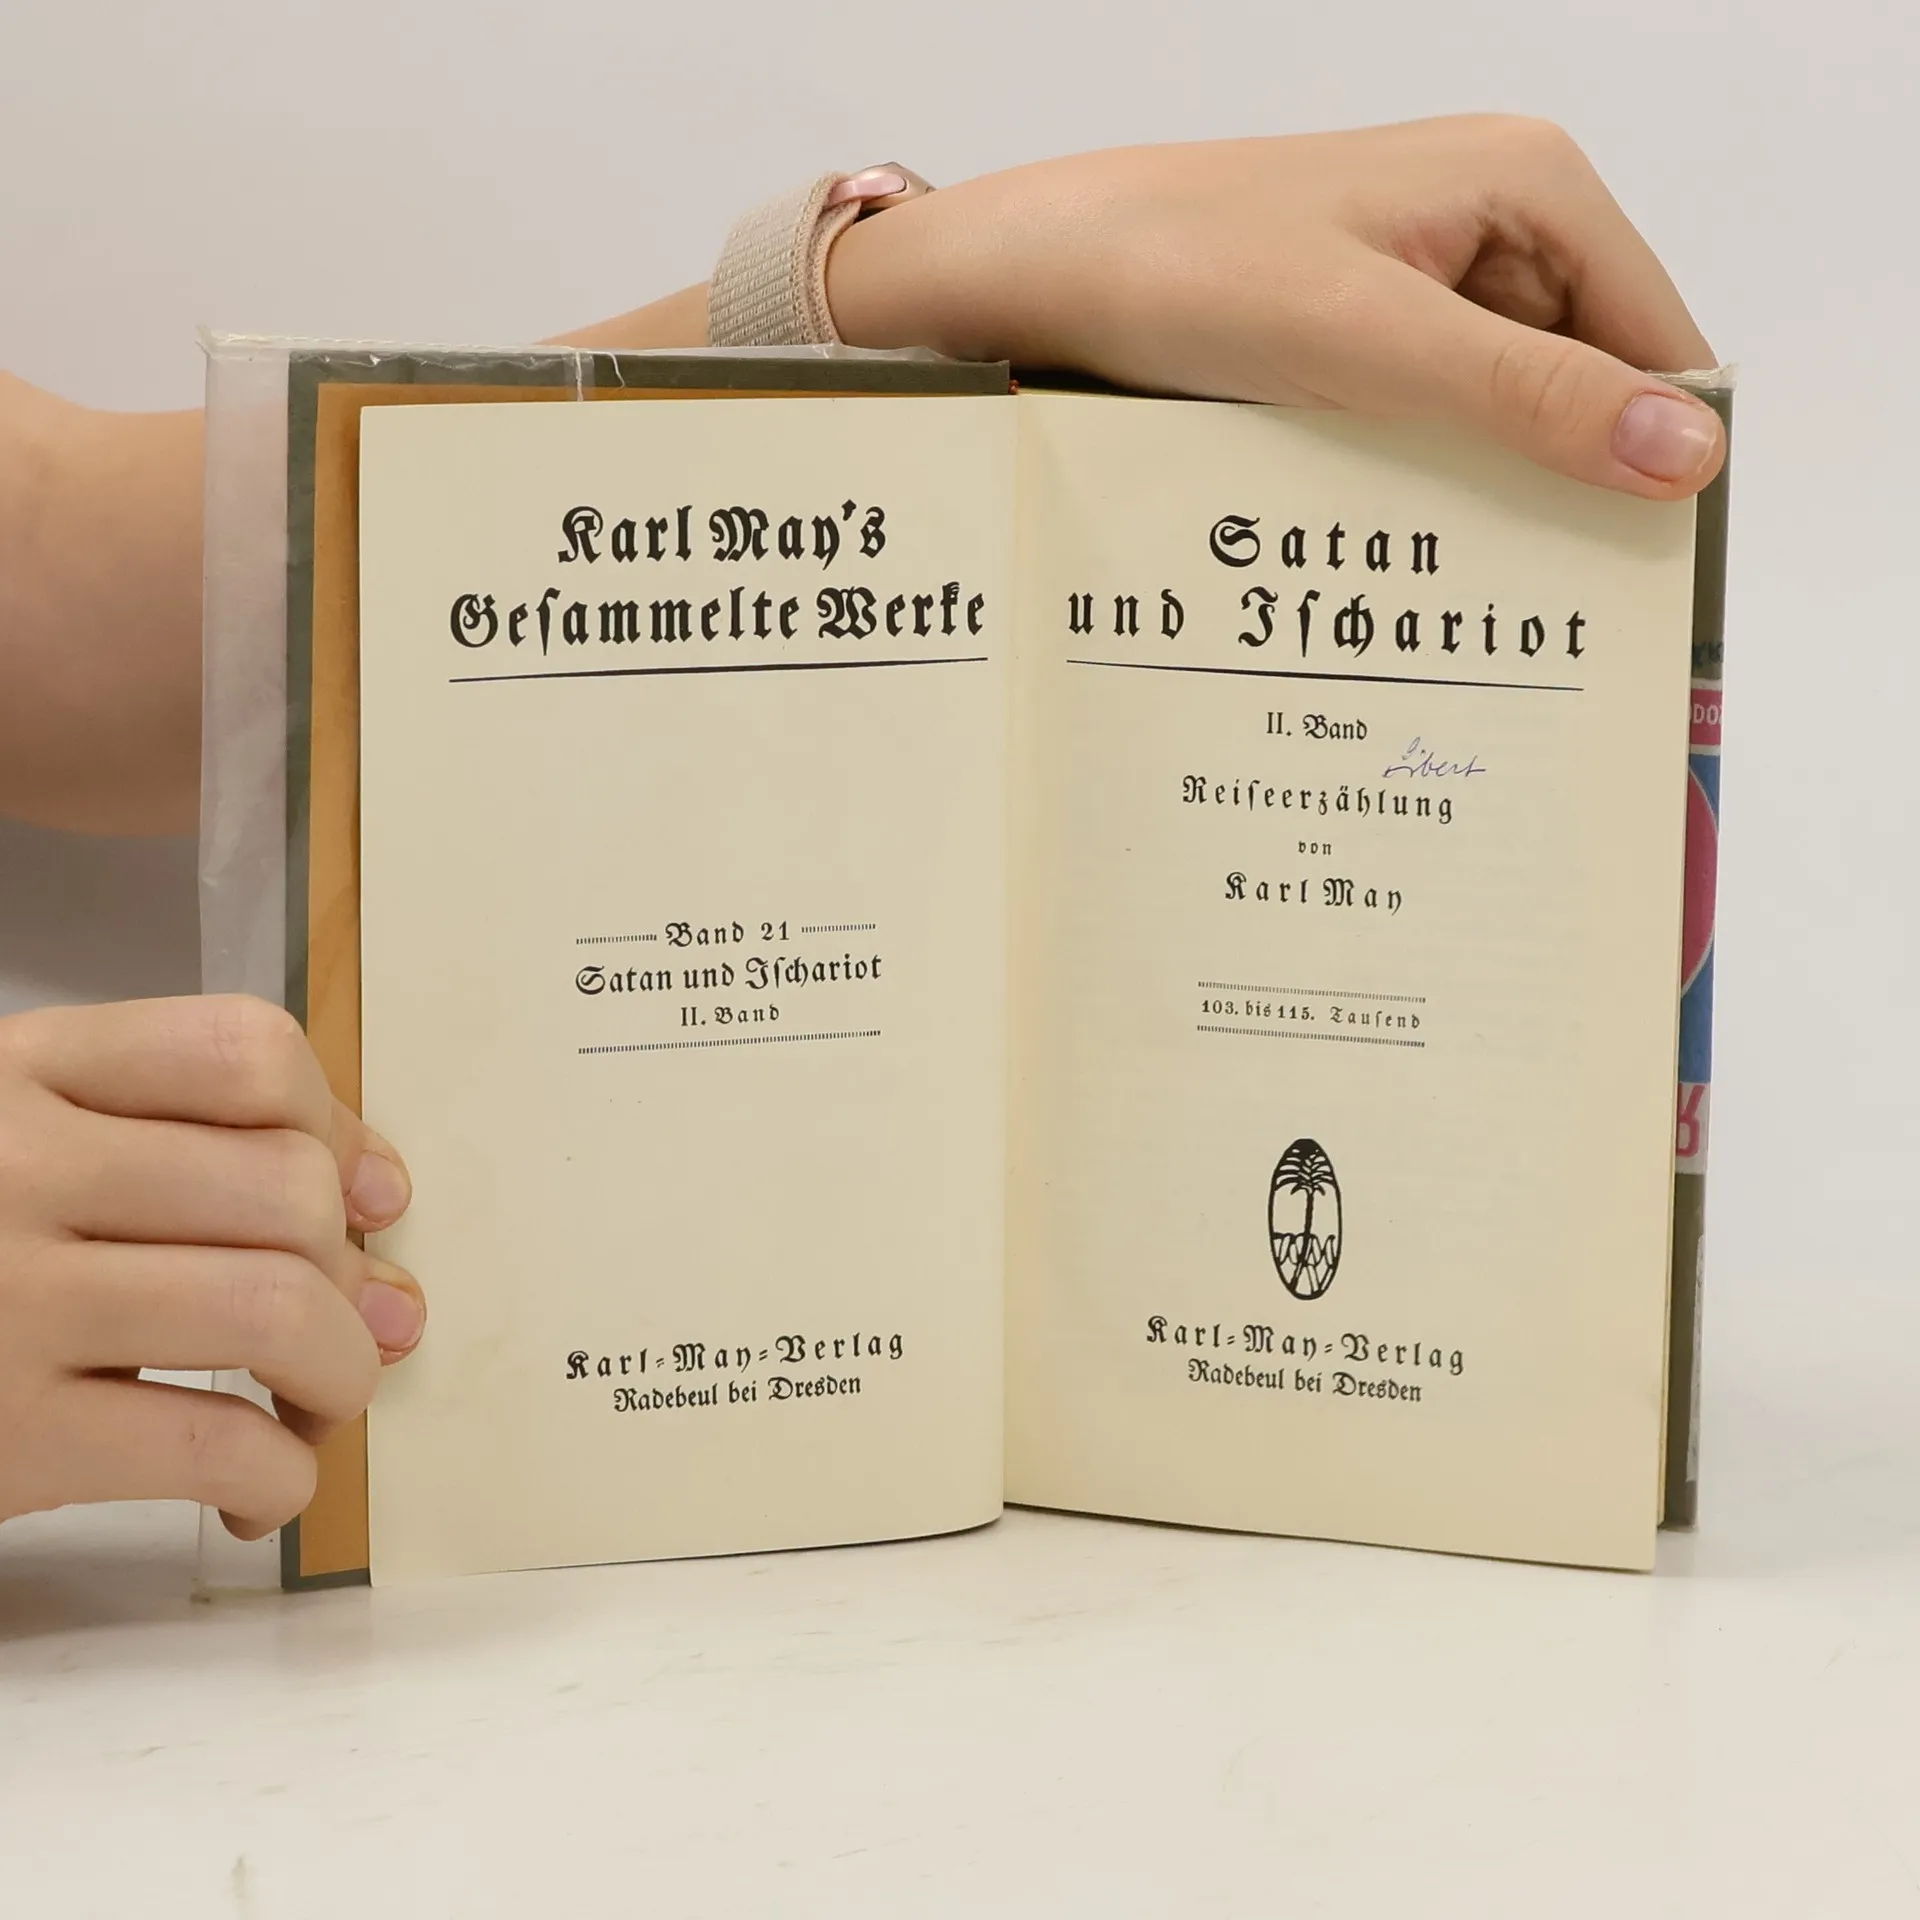 Karl May's
Gesammelte Werke
Band 21
Satan und Ischariot
II. Band
Karl-May-Verlag
Radebeul bei Dresden
Satan
und Ischariot
II. Band
Reiseerzählung
von
Karl May
103. bis 115. Tausend
Karl-May-Verlag
Radebeul bei Dresden